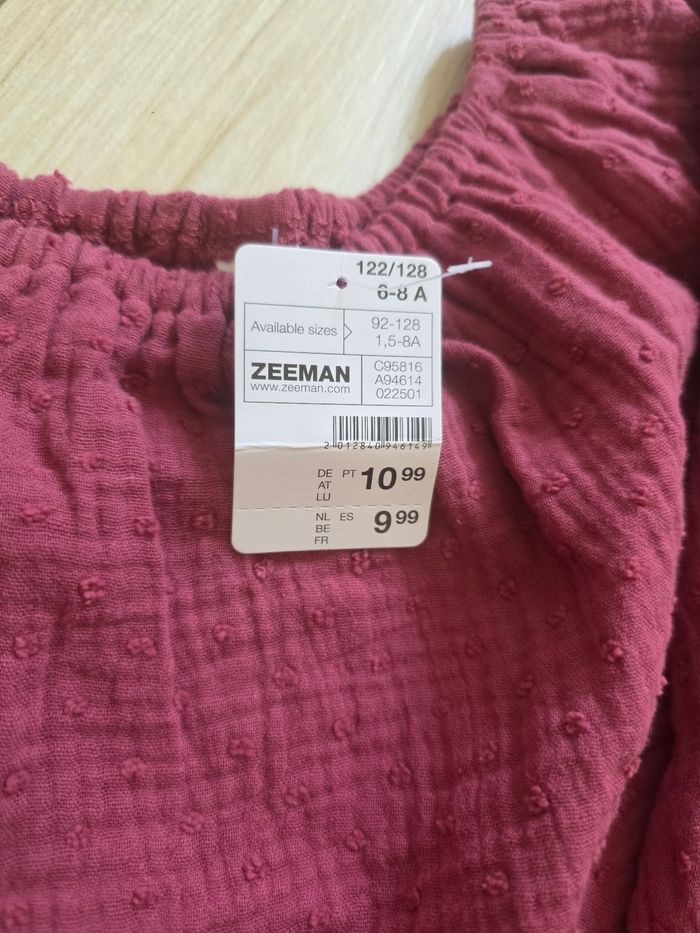 122/128
6-8 A
Available sizes 92-128
1,5-8A
ZEEMAN
www.zeeman.com
C95816
A94614
022501
2 012840 946149
DE PT 10 99
AT
LU
NL ES 9 99
BE
FR